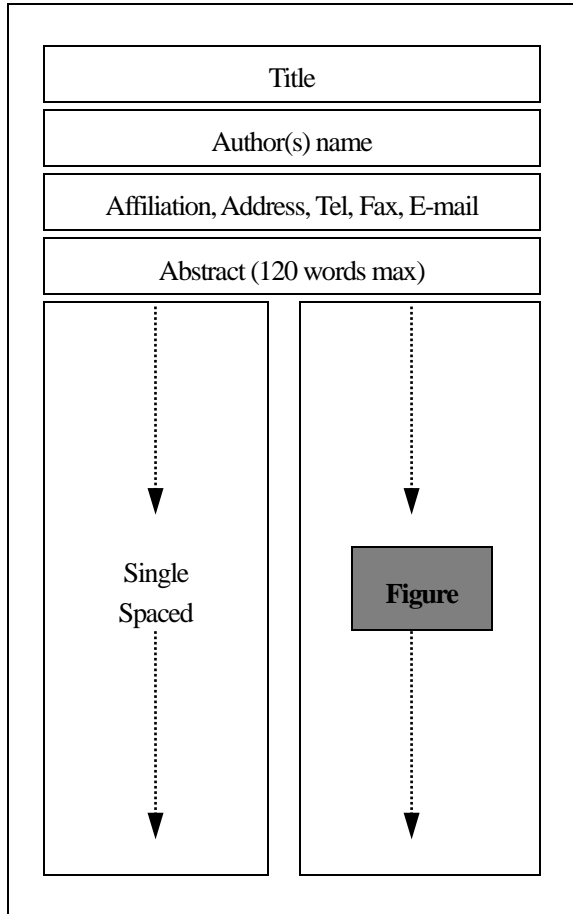 Title
Author(s) name
Affiliation, Address, Tel, Fax, E-mail
Abstract (120 words max)
Single
Spaced
Figure